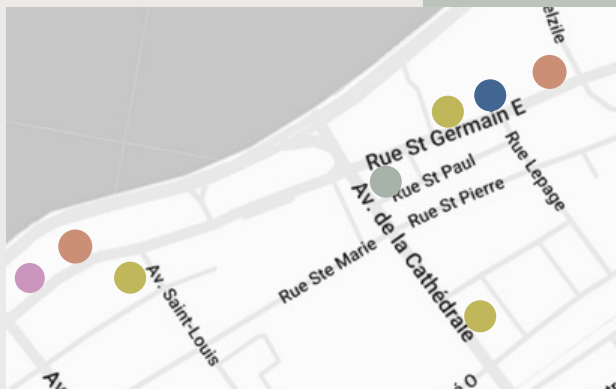 Rue St Germain E
Rue St Paul
Rue Lepage
Rue St Pierre
Av. de la Cathédrale
Rue Ste Marie
Av. Saint-Louis